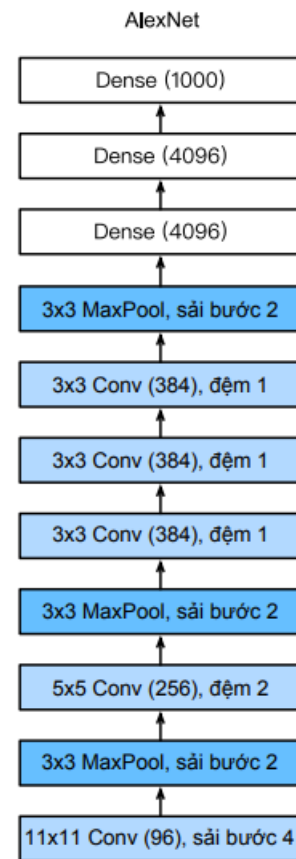 AlexNet
Dense (1000)
Dense (4096)
Dense (4096)
3x3 MaxPool, sải bước 2
3x3 Conv (384), đệm 1
3x3 Conv (384), đệm 1
3x3 Conv (384), đệm 1
3x3 MaxPool, sải bước 2
5x5 Conv (256), đệm 2
3x3 MaxPool, sải bước 2
11x11 Conv (96), sải bước 4